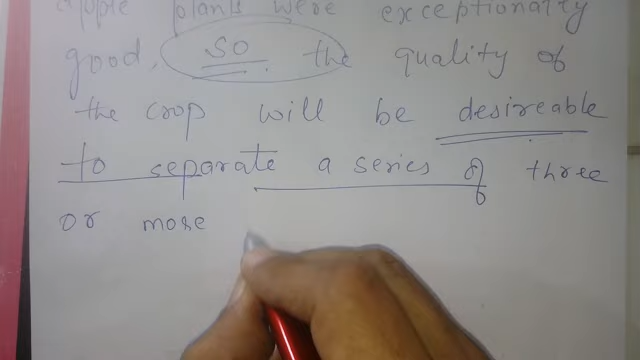 apple plants were exceptionally
good, so the quality of
the crop will be desireable
to separate a series of three
or more